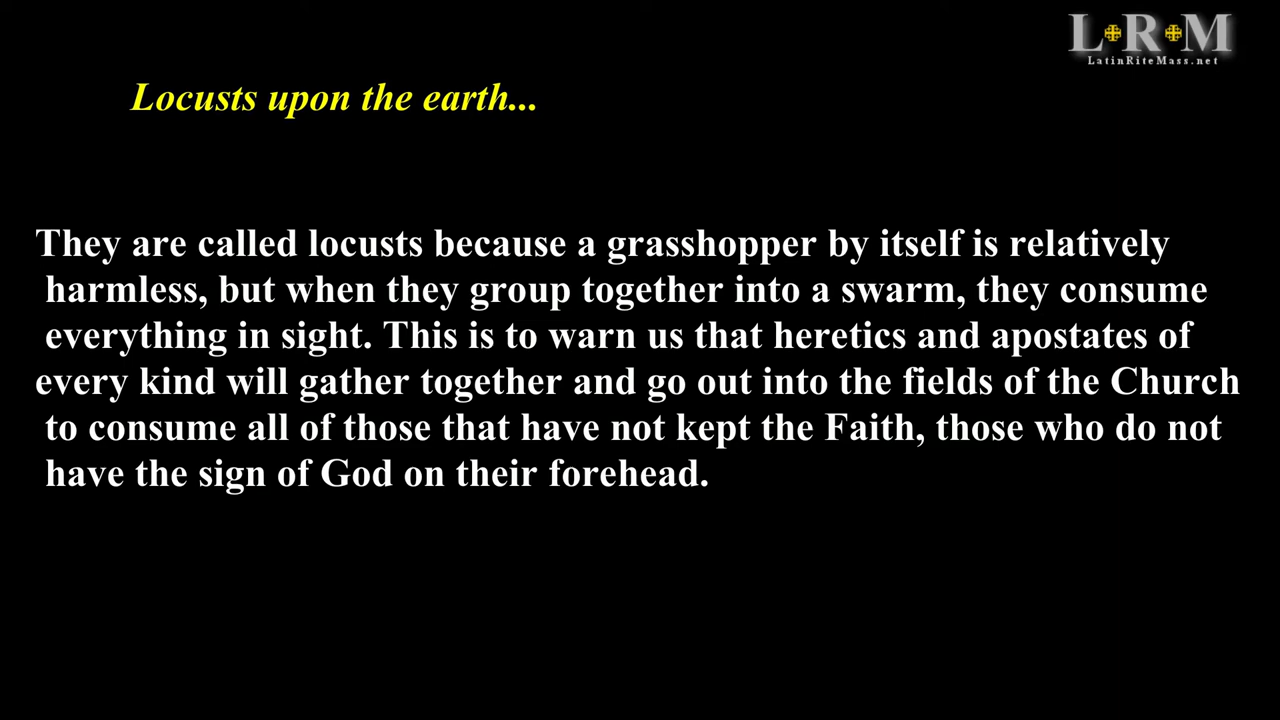 L✠R✠M
LatinRiteMass.net
Locusts upon the earth...
They are called locusts because a grasshopper by itself is relatively
harmless, but when they group together into a swarm, they consume
everything in sight. This is to warn us that heretics and apostates of
every kind will gather together and go out into the fields of the Church
to consume all of those that have not kept the Faith, those who do not
have the sign of God on their forehead.